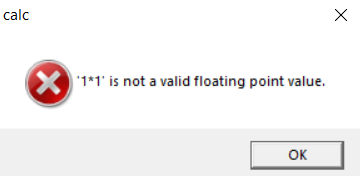 calc
'1*1' is not a valid floating point value.
OK